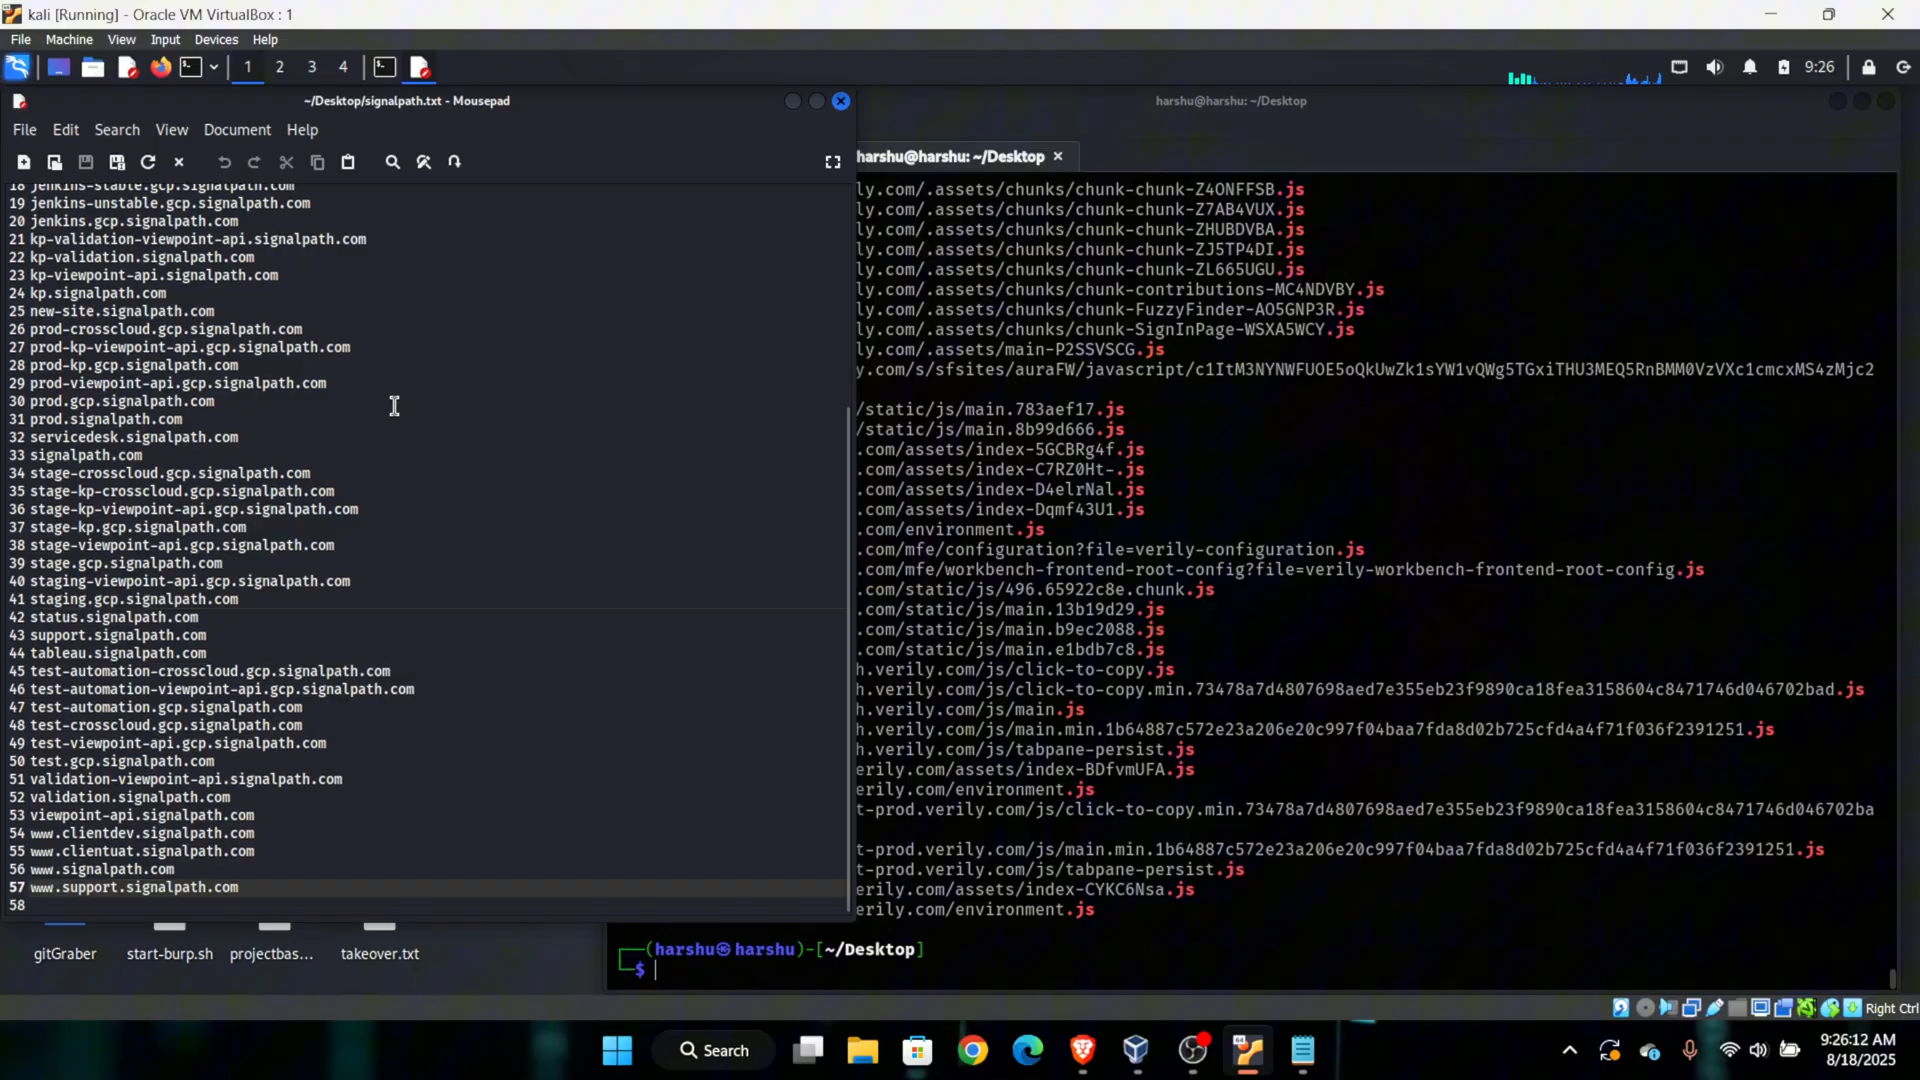 kali [Running] - Oracle VM VirtualBox : 1
File Machine View Input Devices Help
1 2 3 4
9:26
~/Desktop/signalpath.txt - Mousepad
harshu@harshu: ~/Desktop
File Edit Search View Document Help
harshu@harshu: ~/Desktop
18 jenkins-stable.gcp.signalpath.com
19 jenkins-unstable.gcp.signalpath.com
20 jenkins.gcp.signalpath.com
21 kp-validation-viewpoint-api.signalpath.com
22 kp-validation.signalpath.com
23 kp-viewpoint-api.signalpath.com
24 kp.signalpath.com
25 new-site.signalpath.com
26 prod-crosscloud.gcp.signalpath.com
27 prod-kp-viewpoint-api.gcp.signalpath.com
28 prod-kp.gcp.signalpath.com
29 prod-viewpoint-api.gcp.signalpath.com
30 prod.gcp.signalpath.com
31 prod.signalpath.com
32 servicedesk.signalpath.com
33 signalpath.com
34 stage-crosscloud.gcp.signalpath.com
35 stage-kp-crosscloud.gcp.signalpath.com
36 stage-kp-viewpoint-api.gcp.signalpath.com
37 stage-kp.gcp.signalpath.com
38 stage-viewpoint-api.gcp.signalpath.com
39 stage.gcp.signalpath.com
40 staging-viewpoint-api.gcp.signalpath.com
41 staging.gcp.signalpath.com
42 status.signalpath.com
43 support.signalpath.com
44 tableau.signalpath.com
45 test-automation-crosscloud.gcp.signalpath.com
46 test-automation-viewpoint-api.gcp.signalpath.com
47 test-automation.gcp.signalpath.com
48 test-crosscloud.gcp.signalpath.com
49 test-viewpoint-api.gcp.signalpath.com
50 test.gcp.signalpath.com
51 validation-viewpoint-api.signalpath.com
52 validation.signalpath.com
53 viewpoint-api.signalpath.com
54 www.clientdev.signalpath.com
55 www.clientuat.signalpath.com
56 www.signalpath.com
57 www.support.signalpath.com
58
ly.com/.assets/chunks/chunk-chunk-Z4ONFFSB.js
ly.com/.assets/chunks/chunk-chunk-Z7AB4VUX.js
ly.com/.assets/chunks/chunk-chunk-ZHUBDVBA.js
ly.com/.assets/chunks/chunk-chunk-ZJ5TP4DI.js
ly.com/.assets/chunks/chunk-chunk-ZL665UGU.js
ly.com/.assets/chunks/chunk-contributions-MC4NDVBY.js
ly.com/.assets/chunks/chunk-FuzzyFinder-AO5GNP3R.js
ly.com/.assets/chunks/chunk-SignInPage-WSXA5WCY.js
ly.com/.assets/main-P2SSVSCG.js
y.com/s/sfsites/auraFW/javascript/c1ItM3NYNWFUOE5oQkUwZk1sYW1vQWg5TGxiTHU3MEQ5RnBMM0VzVXc1cmcxMS4zMjc2
/static/js/main.783aef17.js
/static/js/main.8b99d666.js
.com/assets/index-5GCBRg4f.js
.com/assets/index-C7RZ0Ht-.js
.com/assets/index-D4elrNal.js
.com/assets/index-Dqmf43U1.js
.com/environment.js
.com/mfe/configuration?file=verily-configuration.js
.com/mfe/workbench-frontend-root-config?file=verily-workbench-frontend-root-config.js
.com/static/js/496.65922c8e.chunk.js
.com/static/js/main.13b19d29.js
.com/static/js/main.b9ec2088.js
.com/static/js/main.e1bdb7c8.js
h.verily.com/js/click-to-copy.js
h.verily.com/js/click-to-copy.min.73478a7d4807698aed7e355eb23f9890ca18fea3158604c8471746d046702bad.js
h.verily.com/js/main.js
h.verily.com/js/main.min.1b64887c572e23a206e20c997f04baa7fda8d02b725cfd4a4f71f036f2391251.js
h.verily.com/js/tabpane-persist.js
erily.com/assets/index-BDfvmUFA.js
erily.com/environment.js
t-prod.verily.com/js/click-to-copy.min.73478a7d4807698aed7e355eb23f9890ca18fea3158604c8471746d046702ba
t-prod.verily.com/js/main.min.1b64887c572e23a206e20c997f04baa7fda8d02b725cfd4a4f71f036f2391251.js
t-prod.verily.com/js/tabpane-persist.js
erily.com/assets/index-CYKC6Nsa.js
erily.com/environment.js
(harshu㉿harshu)-[~/Desktop]
$
gitGraber
start-burp.sh
projectbas...
takeover.txt
Right Ctrl
Search
9:26:12 AM
8/18/2025